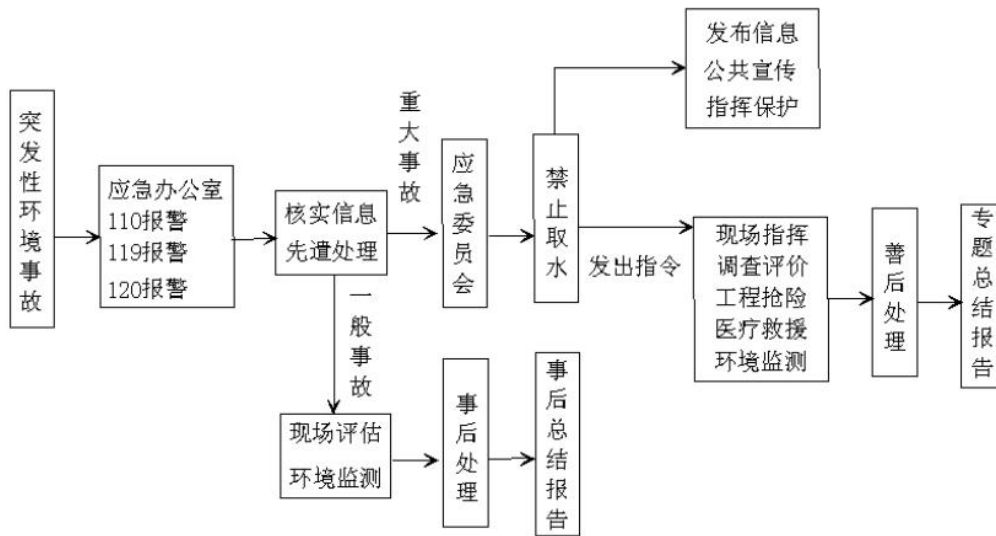 突发性环境事故
应急办公室
110报警
119报警
120报警
核实信息
先遣处理
重大事故
应急委员会
禁止取水
发布信息
公共宣传
指挥保护
发出指令
现场指挥
调查评价
工程抢险
医疗救援
环境监测
善后处理
专题总结报告
一般事故
现场评估
环境监测
事后处理
事后总结报告